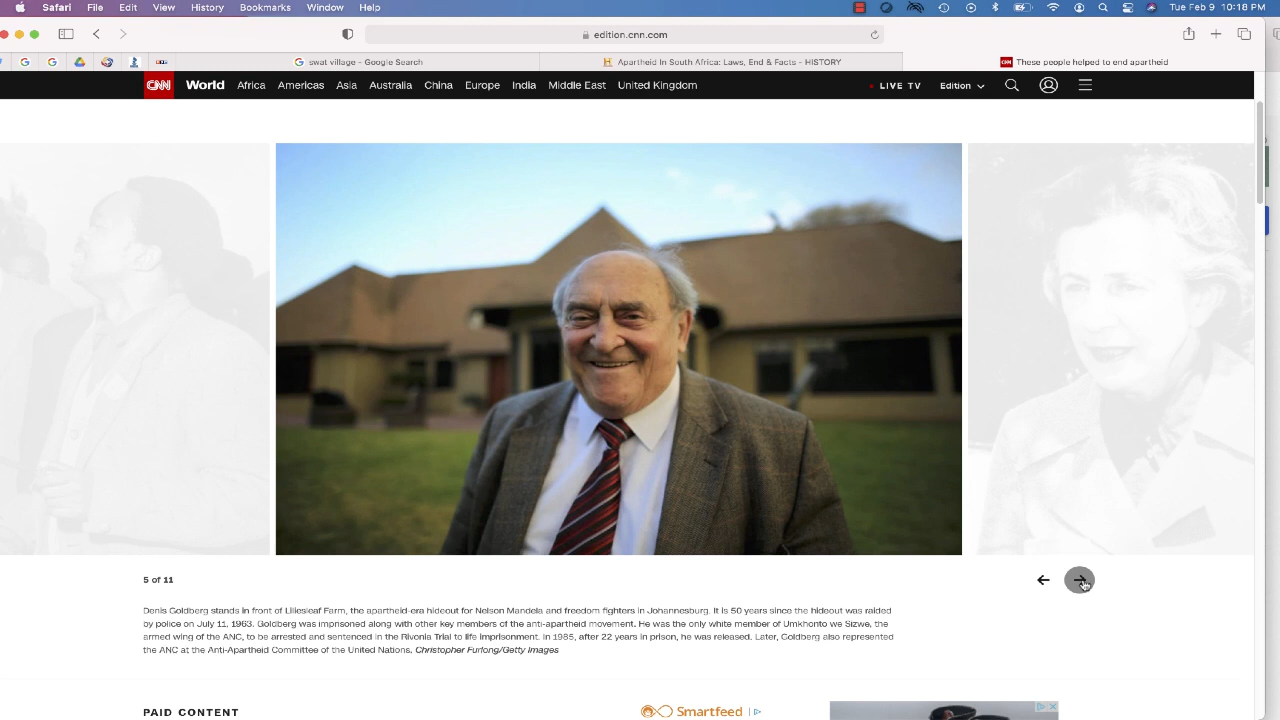 Safari File Edit View History Bookmarks Window Help Tue Feb 9 10:18 PM
edition.cnn.com
swat village - Google Search Apartheid In South Africa: Laws, End & Facts - HISTORY These people helped to end apartheid
CNN World Africa Americas Asia Australia China Europe India Middle East United Kingdom LIVE TV Edition
5 of 11
Denis Goldberg stands in front of Liliesleaf Farm, the apartheid-era hideout for Nelson Mandela and freedom fighters in Johannesburg. It is 50 years since the hideout was raided
by police on July 11, 1963. Goldberg was imprisoned along with other key members of the anti-apartheid movement. He was the only white member of Umkhonto we Sizwe, the
armed wing of the ANC, to be arrested and sentenced in the Rivonia Trial to life imprisonment. In 1985, after 22 years in prison, he was released. Later, Goldberg also represented
the ANC at the Anti-Apartheid Committee of the United Nations. Christopher Furlong/Getty Images
PAID CONTENT Smartfeed